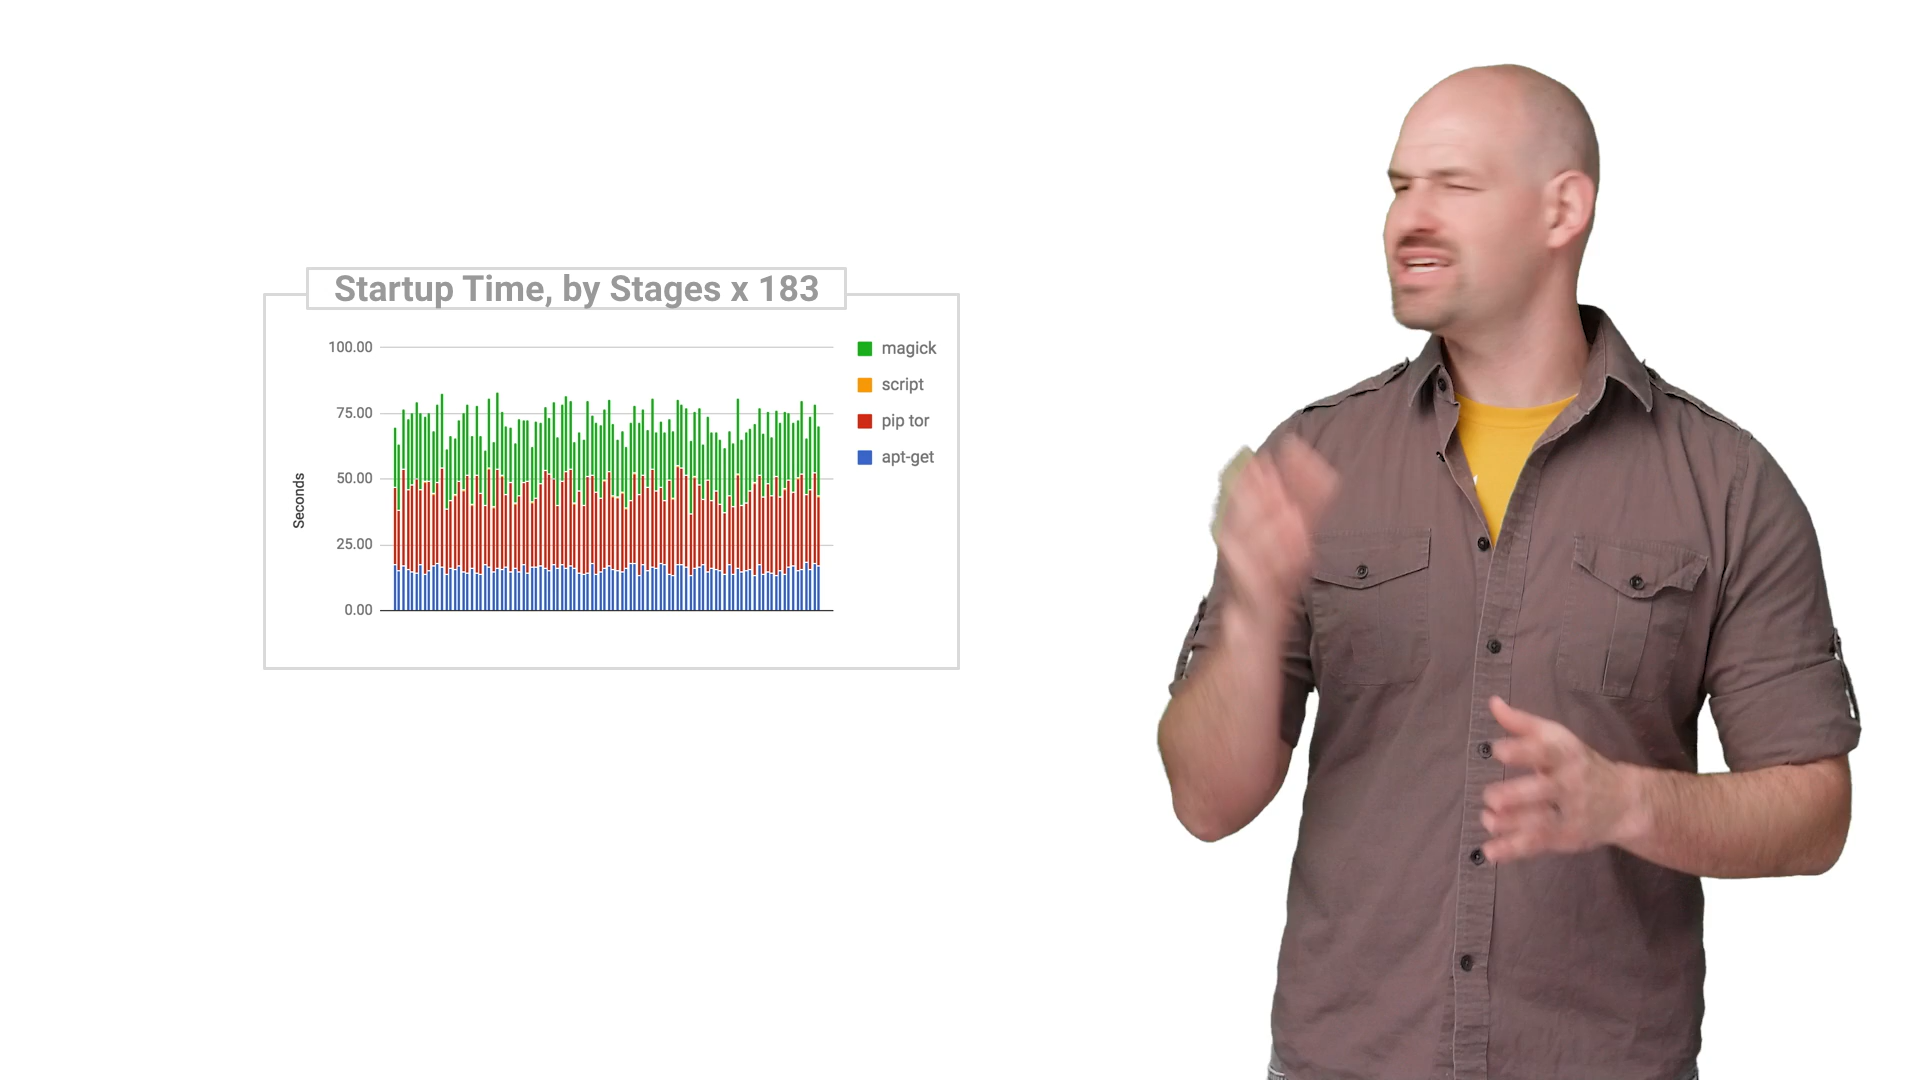 Startup Time, by Stages x 183
100.00
75.00
50.00
25.00
0.00
Seconds
magick
script
pip tor
apt-get